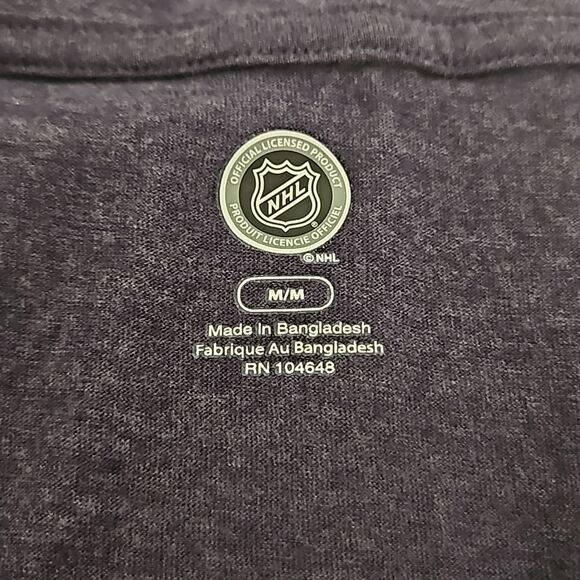 OFFICIAL LICENSED PRODUCT
NHL
®
PRODUIT LICENCIE OFFICIEL
© NHL
M/M
Made In Bangladesh
Fabrique Au Bangladesh
RN 104648